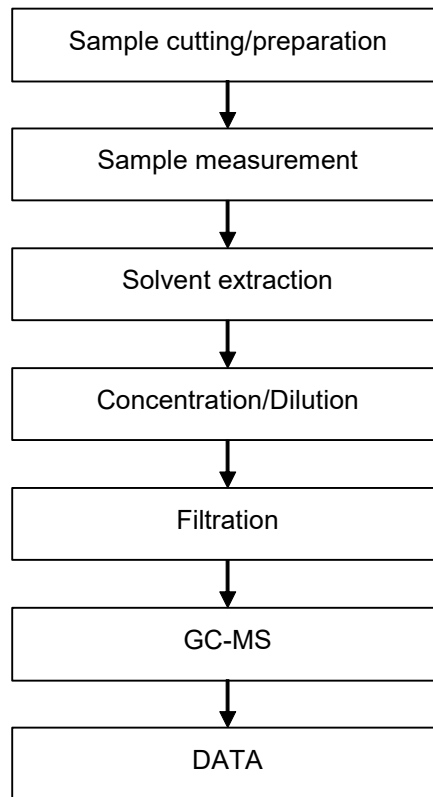 Sample cutting/preparation
Sample measurement
Solvent extraction
Concentration/Dilution
Filtration
GC-MS
DATA